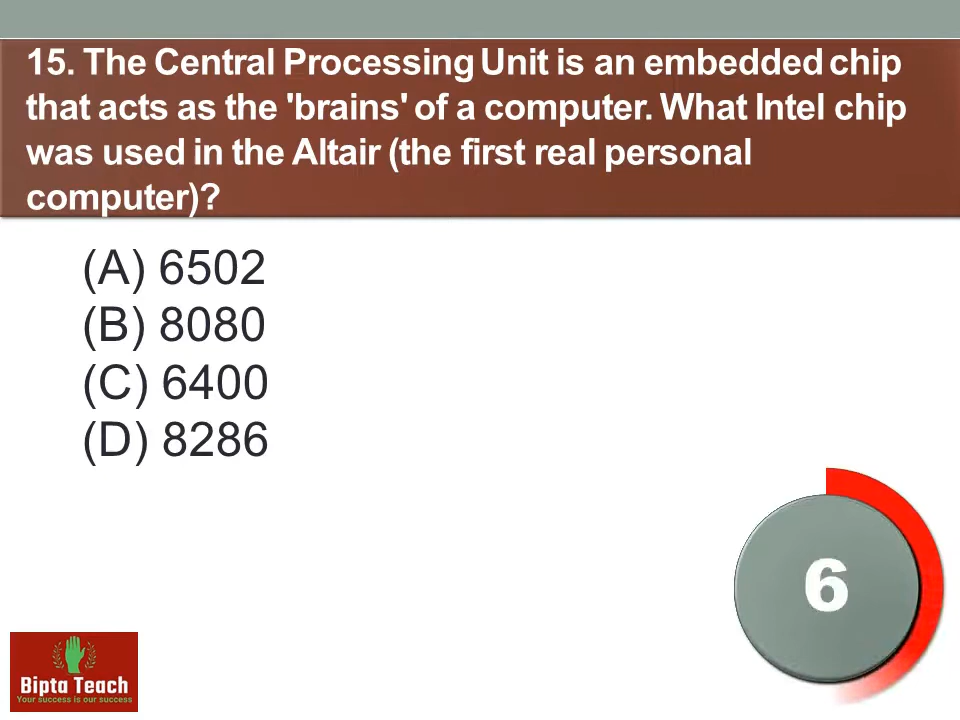 15. The Central Processing Unit is an embedded chip
that acts as the 'brains' of a computer. What Intel chip
was used in the Altair (the first real personal
computer)?
(A) 6502
(B) 8080
(C) 6400
(D) 8286
6
Bipta Teach
Your success is our success